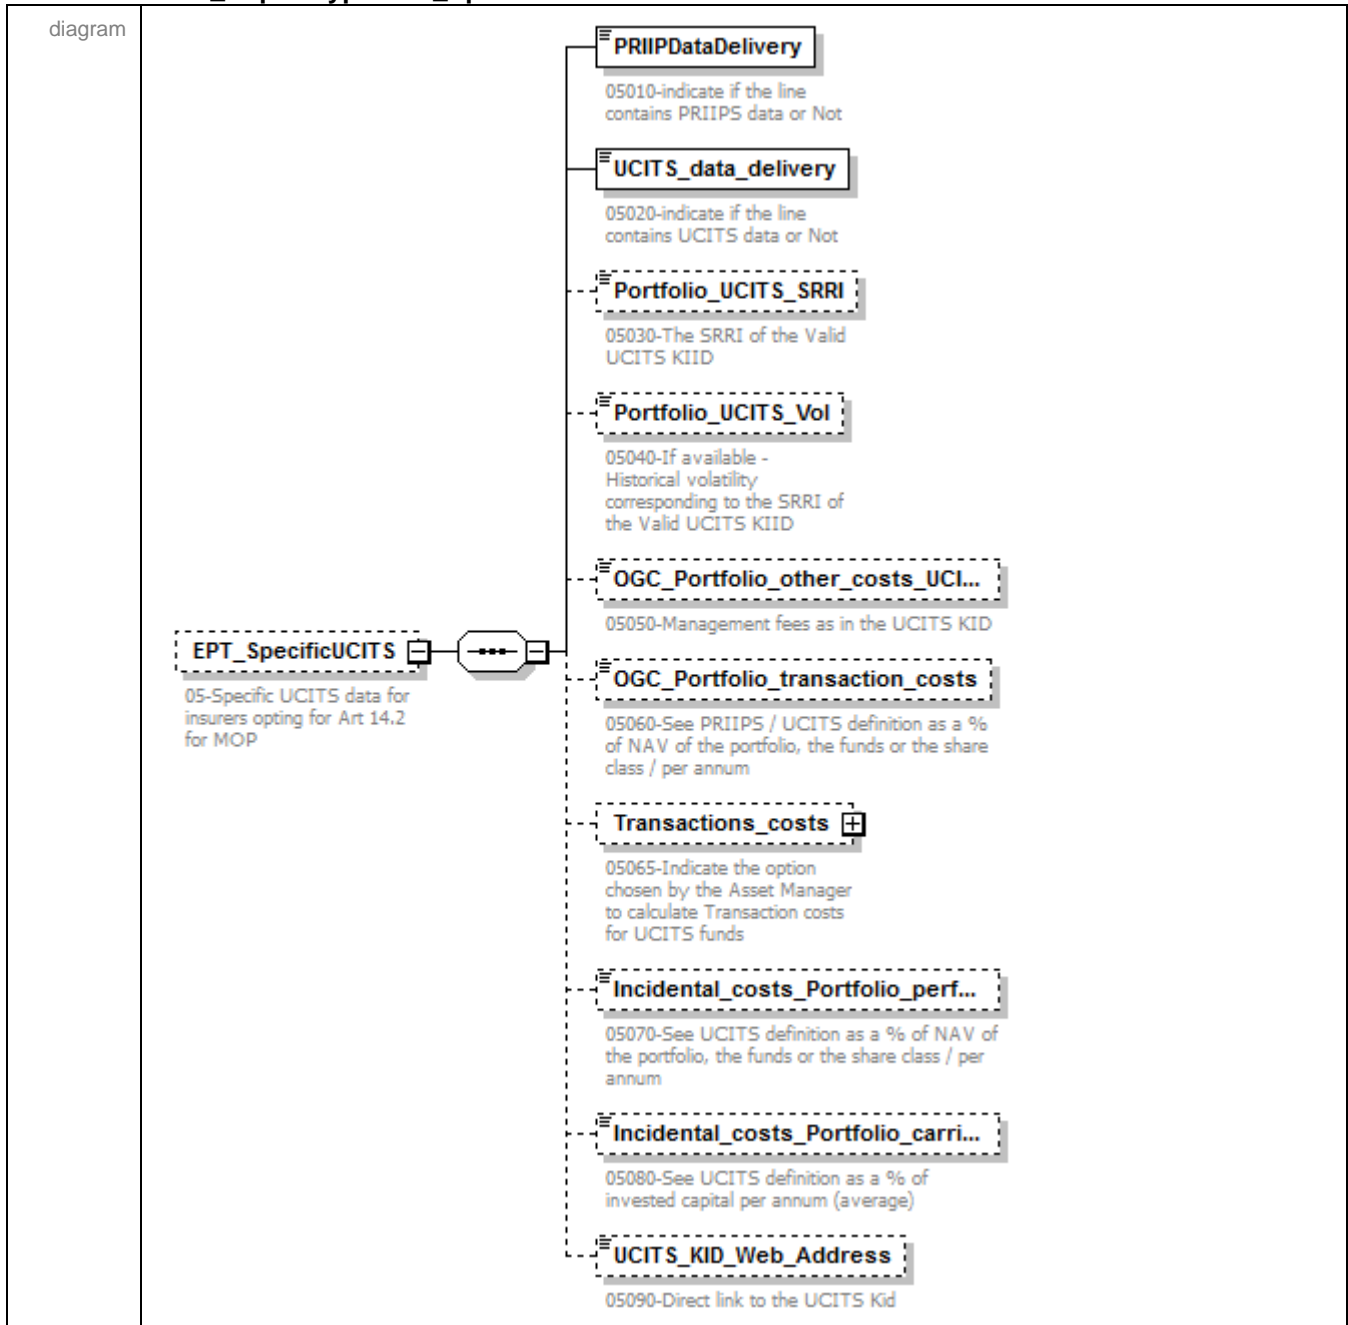 diagram
PRIIPDataDelivery
05010-indicate if the line
contains PRIIPS data or Not
UCITS_data_delivery
05020-indicate if the line
contains UCITS data or Not
Portfolio_UCITS_SRRI
05030-The SRRI of the Valid
UCITS KIID
Portfolio_UCITS_Vol
05040-If available -
Historical volatility
corresponding to the SRRI of
the Valid UCITS KIID
OGC_Portfolio_other_costs_UCI...
05050-Management fees as in the UCITS KID
EPT_SpecificUCITS
05-Specific UCITS data for
insurers opting for Art 14.2
for MOP
OGC_Portfolio_transaction_costs
05060-See PRIIPS / UCITS definition as a %
of NAV of the portfolio, the funds or the share
class / per annum
Transactions_costs
05065-Indicate the option
chosen by the Asset Manager
to calculate Transaction costs
for UCITS funds
Incidental_costs_Portfolio_perf...
05070-See UCITS definition as a % of NAV of
the portfolio, the funds or the share class / per
annum
Incidental_costs_Portfolio_carri...
05080-See UCITS definition as a % of
invested capital per annum (average)
UCITS_KID_Web_Address
05090-Direct link to the UCITS Kid